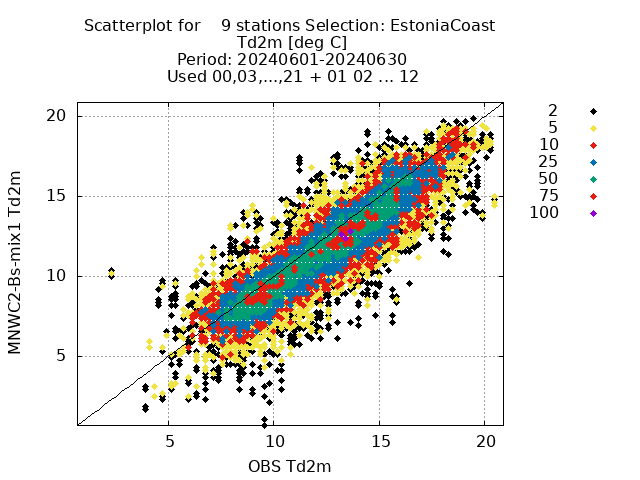 Scatterplot for    9 stations Selection: EstoniaCoast
Td2m [deg C]
Period: 20240601-20240630
Used 00,03,...,21 + 01 02 ... 12
20
15
10
5
5
10
15
20
MNWC2-Bs-mix1 Td2m
OBS Td2m
2
5
10
25
50
75
100